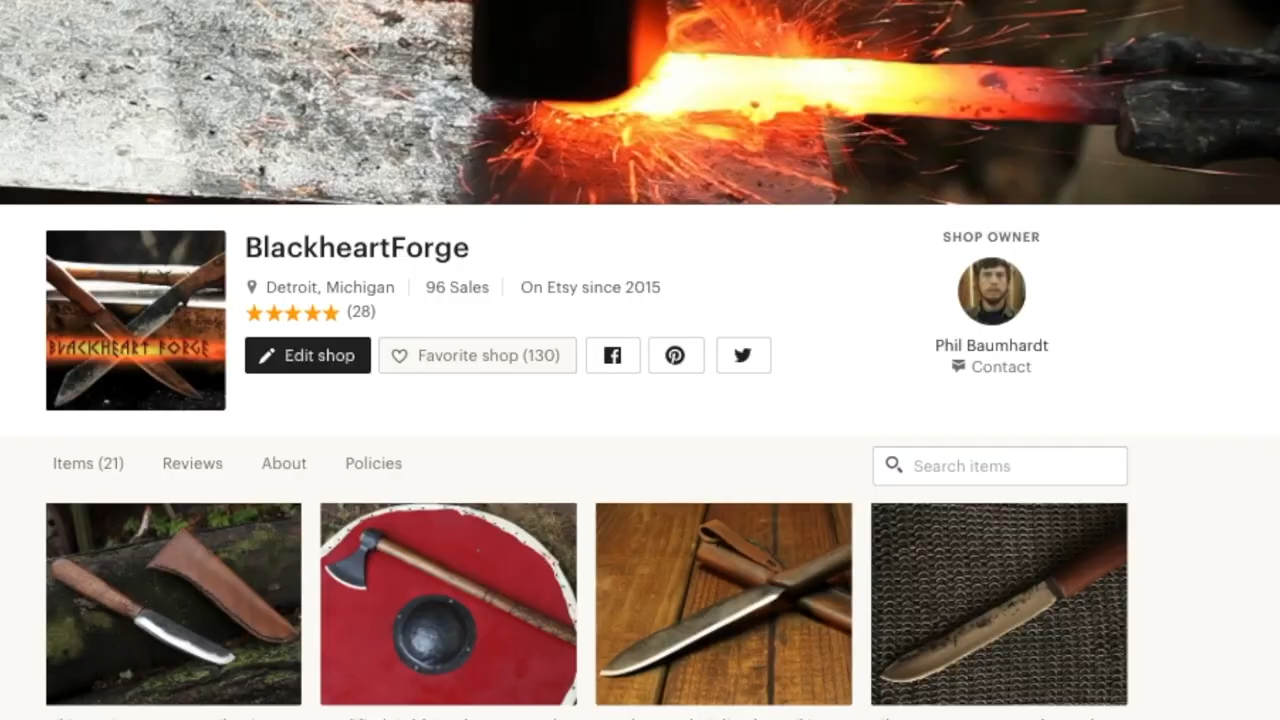 BlackheartForge
Detroit, Michigan
96 Sales
On Etsy since 2015
(28)
Edit shop
Favorite shop (130)
SHOP OWNER
Phil Baumhardt
Contact
BLACKHEART FORGE
Items (21)
Reviews
About
Policies
Search items